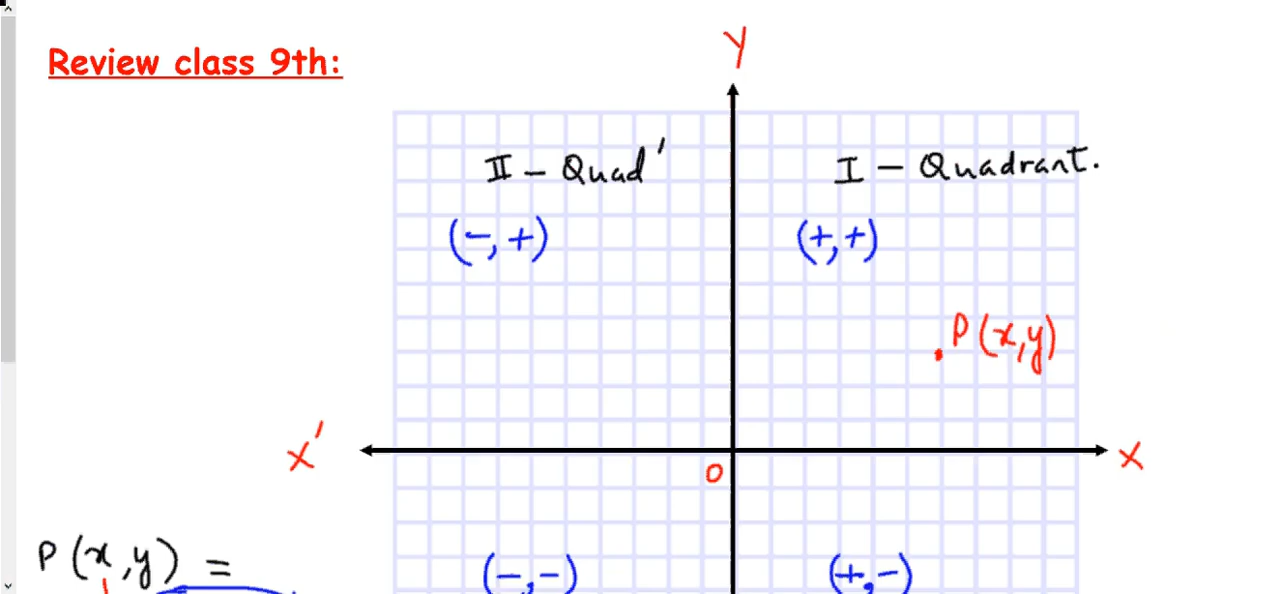 Review class 9th:
Y
II - Quad'
I - Quadrant.
(-, +)
(+, +)
P(x, y)
X'
X
O
P(x, y) =
(-, -)
(+, -)